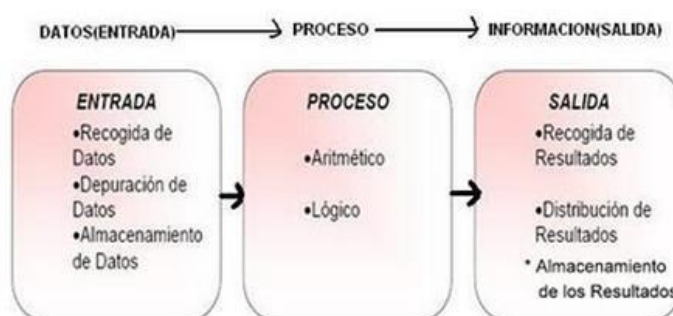 DATOS(ENTRADA) PROCESO INFORMACION(SALIDA)
ENTRADA
•Recogida de
Datos
•Depuración de
Datos
•Almacenamiento
de Datos
PROCESO
•Aritmético
•Lógico
SALIDA
•Recogida de
Resultados
•Distribución de
Resultados
* Almacenamiento
de los Resultados